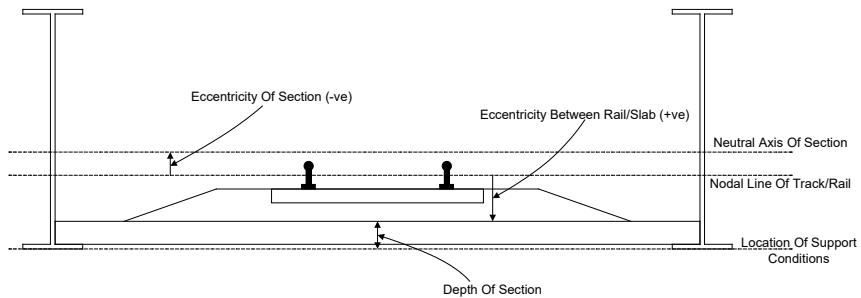 Eccentricity Of Section (-ve)
Eccentricity Between Rail/Slab (+ve)
Neutral Axis Of Section
Nodal Line Of Track/Rail
Location Of Support
Conditions
Depth Of Section